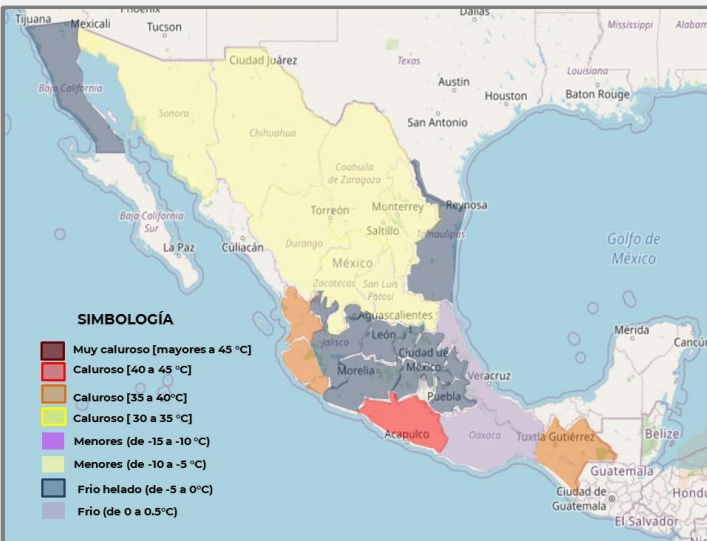 Phoenix
Dallas
Tijuana
Mexicali
Tucson
Mississippi
Alabam
Ciudad Juárez
Texas
Louisiana
Baja California
Austin
Houston
Baton Rouge
Sonora
San Antonio
Chihuahua
Coahuila
de Zaragoza
Torreón
Monterrey
Reynosa
Baja California
Sur
Saltillo
Tamaulipas
La Paz
Culiacán
Durango
Golfo de
México
México
Zacatecas
San Luis
Potosí
Aguascalientes
Mérida
Cancún
León
Jalisco
Ciudad de
México
Morelia
Veracruz
Puebla
Acapulco
Oaxaca
Tuxtla Gutiérrez
Belize
Guatemala
Ciudad de
Guatemala
Hondu
El Salvador
SIMBOLOGÍA
Muy caluroso [mayores a 45 °C]
Caluroso [40 a 45 °C]
Caluroso [35 a 40°C]
Caluroso [ 30 a 35 °C]
Menores (de -15 a -10 °C)
Menores (de -10 a -5 °C)
Frio helado (de -5 a 0°C)
Frio (de 0 a 0.5°C)